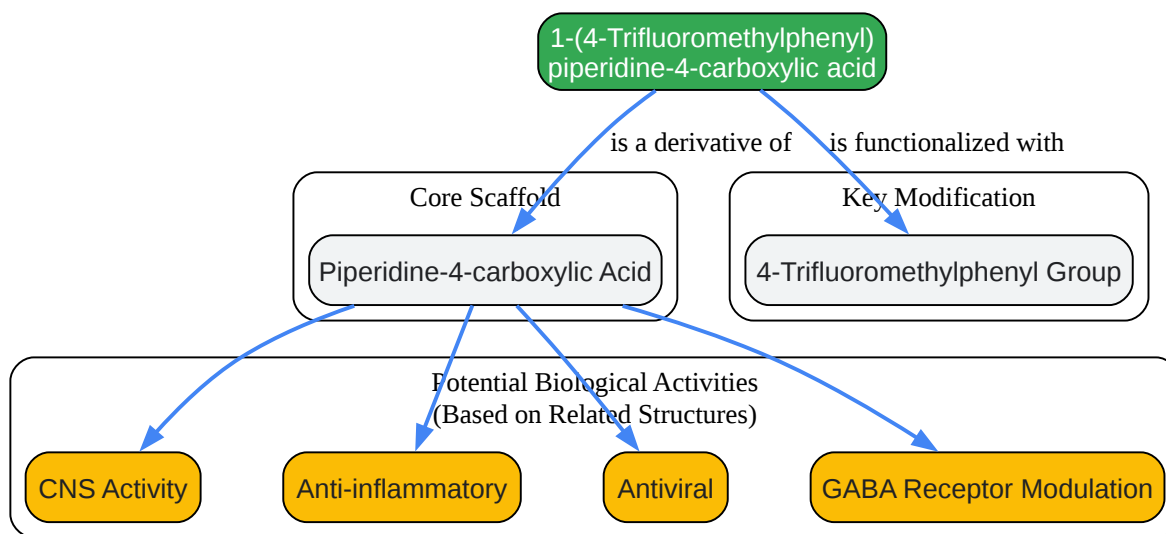 1-(4-Trifluoromethylphenyl)
piperidine-4-carboxylic acid
is a derivative of
is functionalized with
Core Scaffold
Key Modification
Piperidine-4-carboxylic Acid
4-Trifluoromethylphenyl Group
Potential Biological Activities
(Based on Related Structures)
CNS Activity
Anti-inflammatory
Antiviral
GABA Receptor Modulation